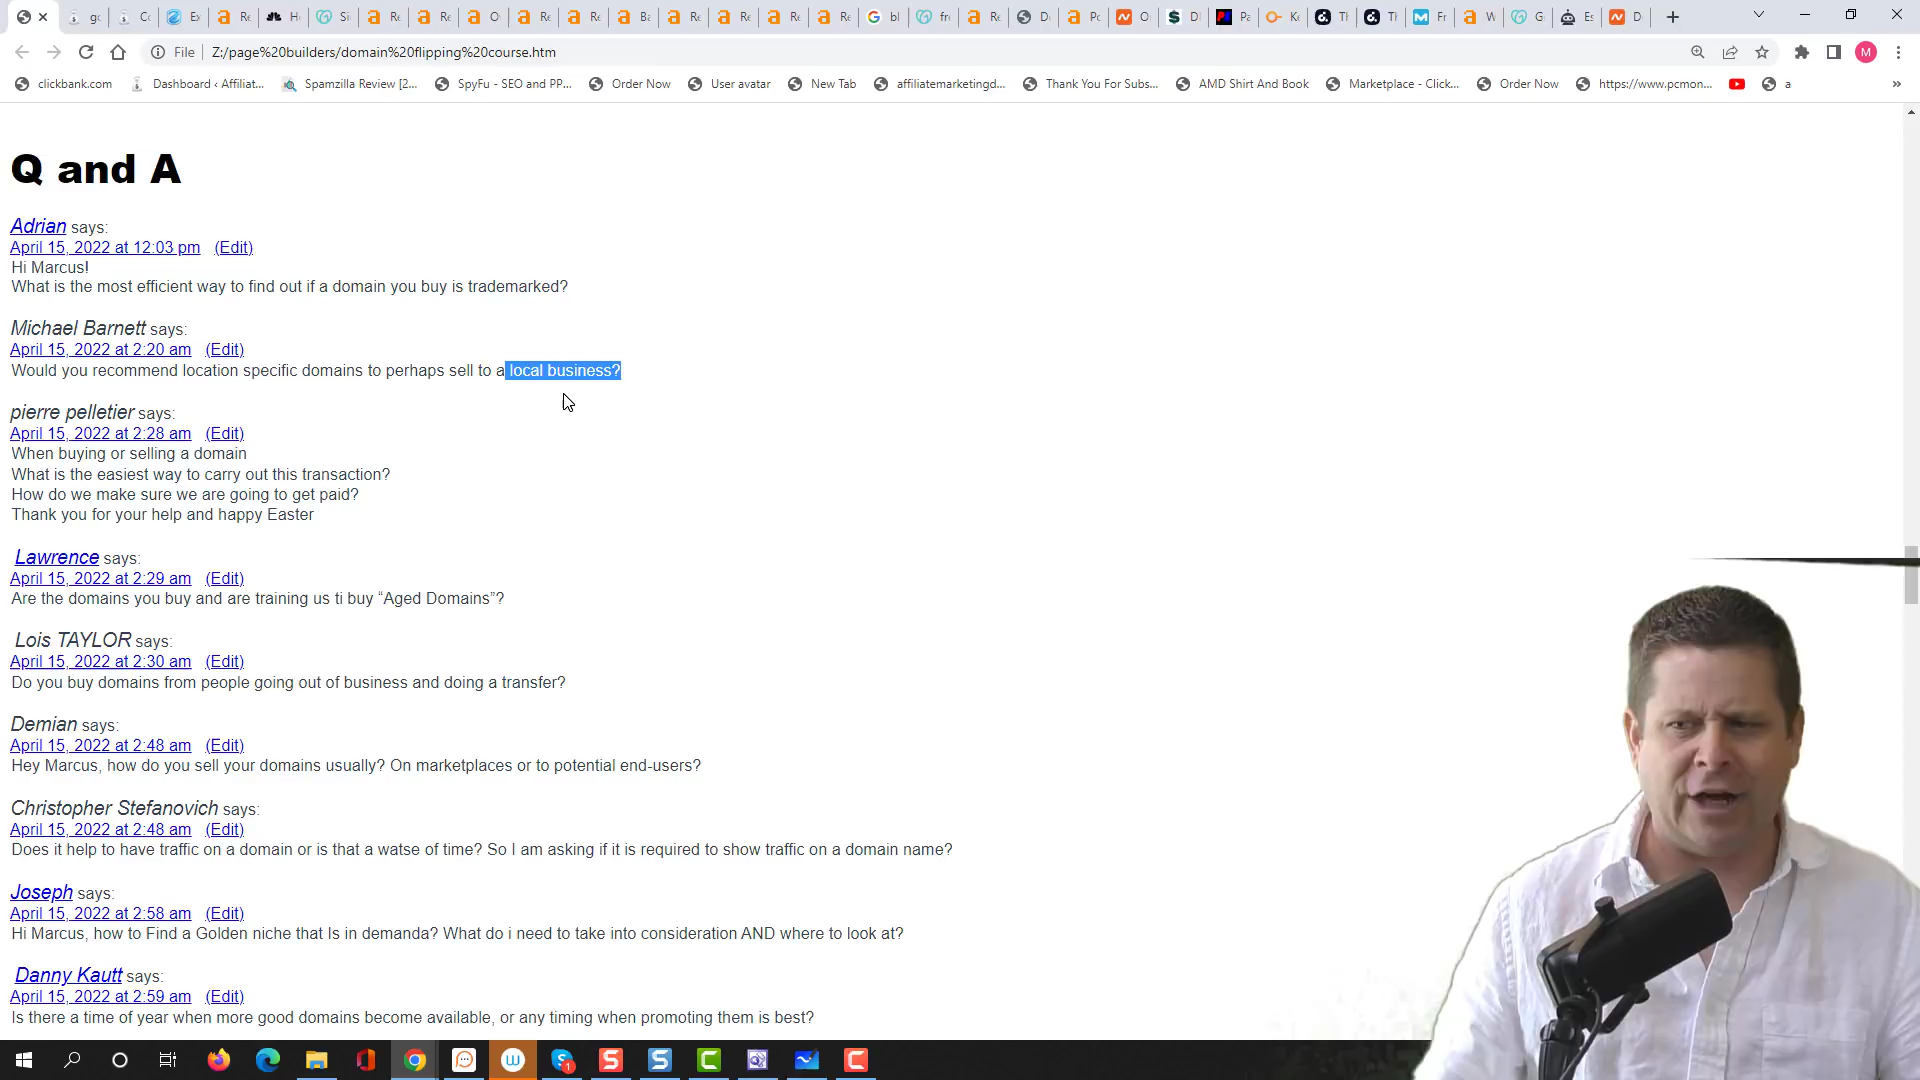 File
Z:/page%20builders/domain%20flipping%20course.htm
M
clickbank.com
Dashboard ‹ Affiliat...
Spamzilla Review [2...
SpyFu - SEO and PP...
Order Now
User avatar
New Tab
affiliatemarketingd...
Thank You For Subs...
AMD Shirt And Book
Marketplace - Click...
Order Now
https://www.pcmon...
a
Q and A
Adrian says:
April 15, 2022 at 12:03 pm (Edit)
Hi Marcus!
What is the most efficient way to find out if a domain you buy is trademarked?
Michael Barnett says:
April 15, 2022 at 2:20 am (Edit)
Would you recommend location specific domains to perhaps sell to a local business?
pierre pelletier says:
April 15, 2022 at 2:28 am (Edit)
When buying or selling a domain
What is the easiest way to carry out this transaction?
How do we make sure we are going to get paid?
Thank you for your help and happy Easter
Lawrence says:
April 15, 2022 at 2:29 am (Edit)
Are the domains you buy and are training us ti buy “Aged Domains”?
Lois TAYLOR says:
April 15, 2022 at 2:30 am (Edit)
Do you buy domains from people going out of business and doing a transfer?
Demian says:
April 15, 2022 at 2:48 am (Edit)
Hey Marcus, how do you sell your domains usually? On marketplaces or to potential end-users?
Christopher Stefanovich says:
April 15, 2022 at 2:48 am (Edit)
Does it help to have traffic on a domain or is that a watse of time? So I am asking if it is required to show traffic on a domain name?
Joseph says:
April 15, 2022 at 2:58 am (Edit)
Hi Marcus, how to Find a Golden niche that Is in demanda? What do i need to take into consideration AND where to look at?
Danny Kautt says:
April 15, 2022 at 2:59 am (Edit)
Is there a time of year when more good domains become available, or any timing when promoting them is best?